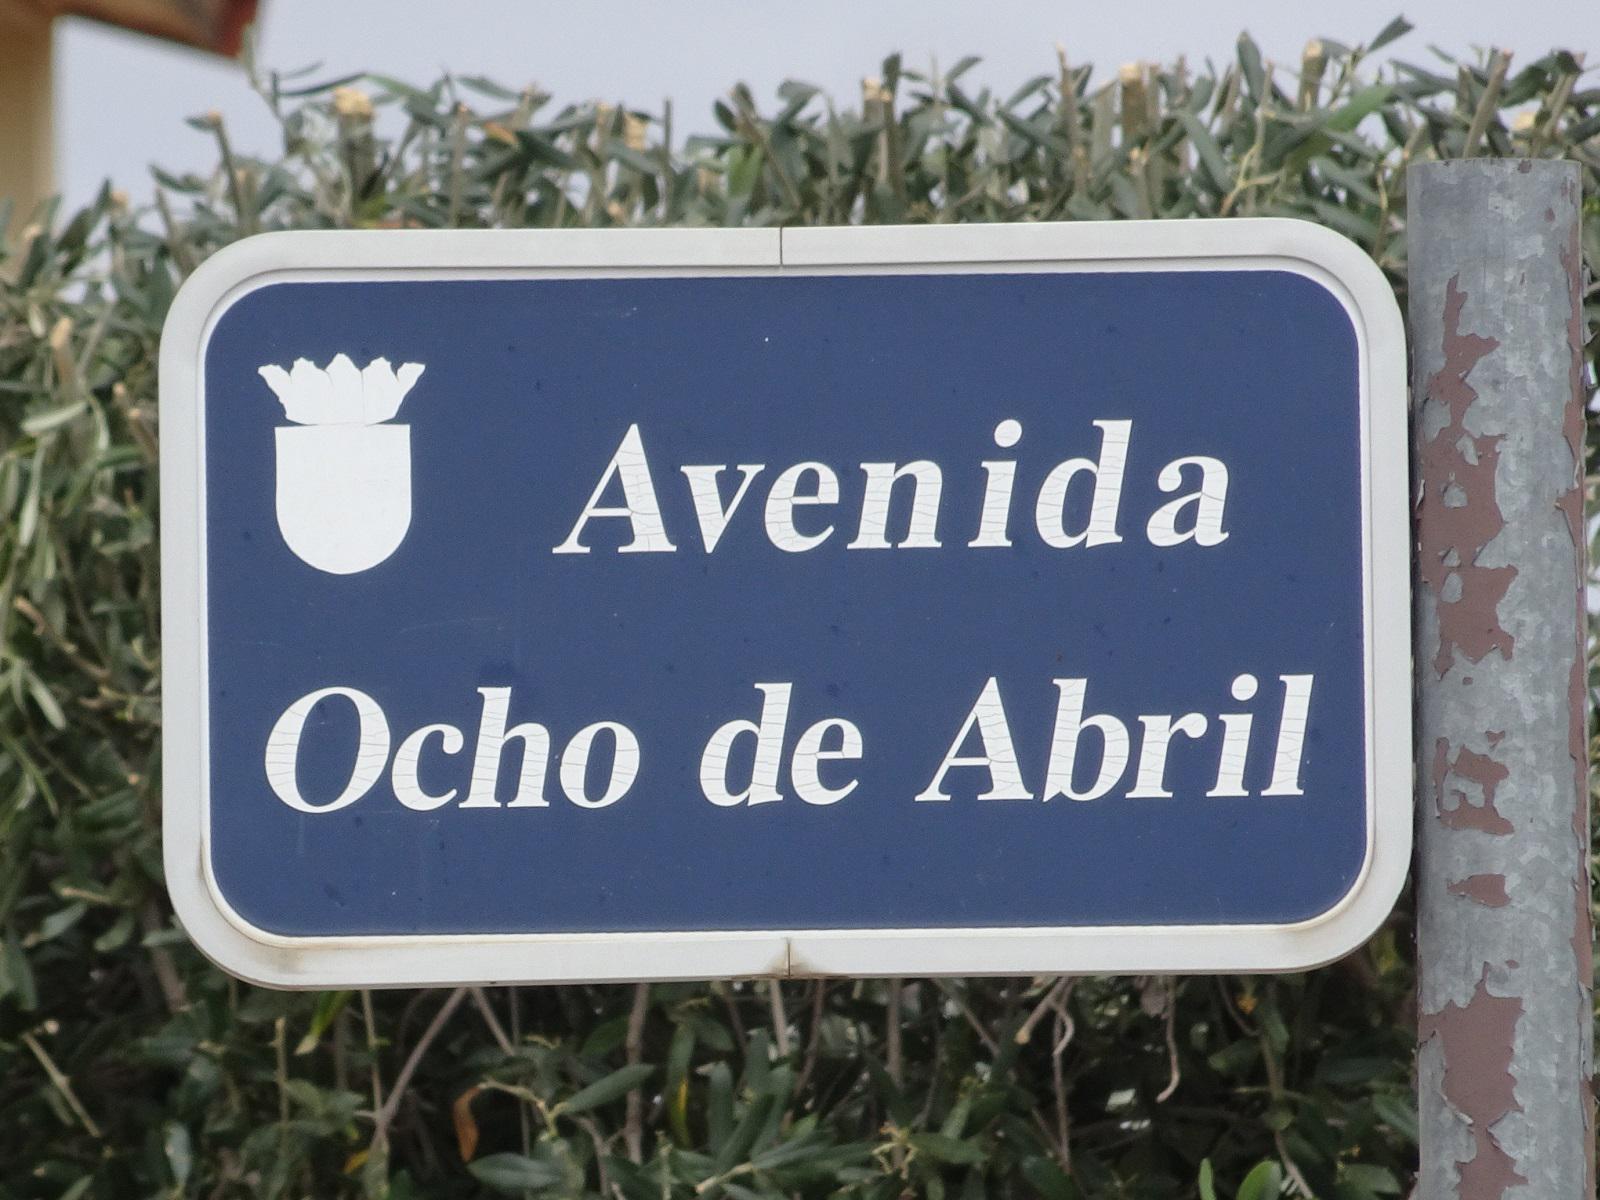 Avenida
Ocho de Abril